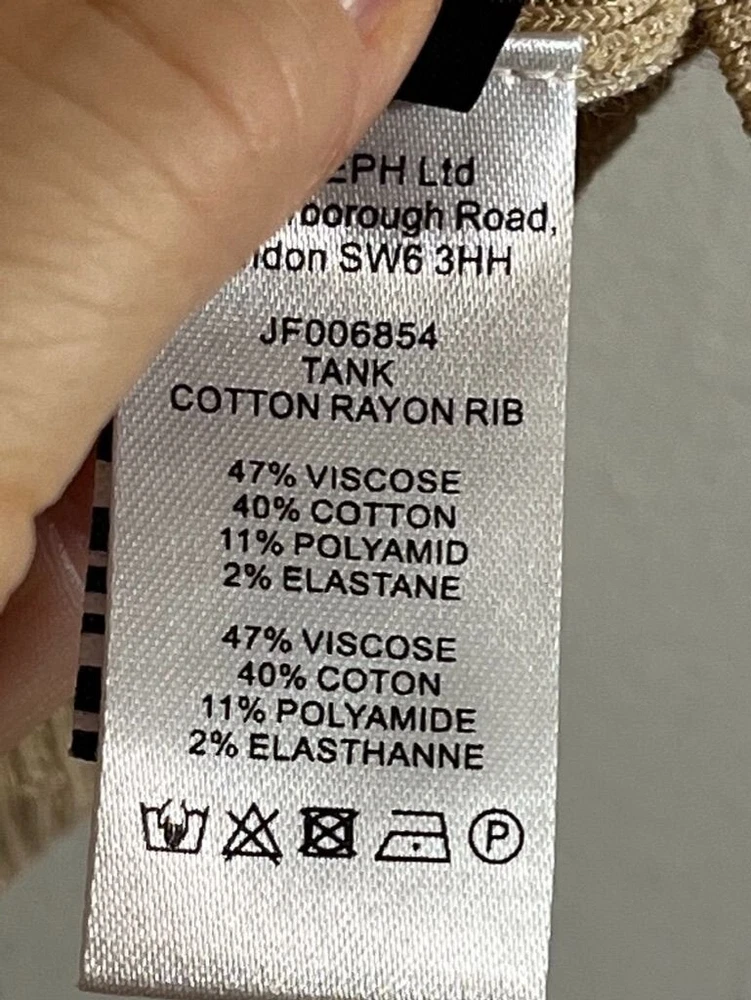 EPH Ltd
borough Road,
don SW6 3HH
JF006854
TANK
COTTON RAYON RIB
47% VISCOSE
40% COTTON
11% POLYAMID
2% ELASTANE
47% VISCOSE
40% COTON
11% POLYAMIDE
2% ELASTHANNE
P